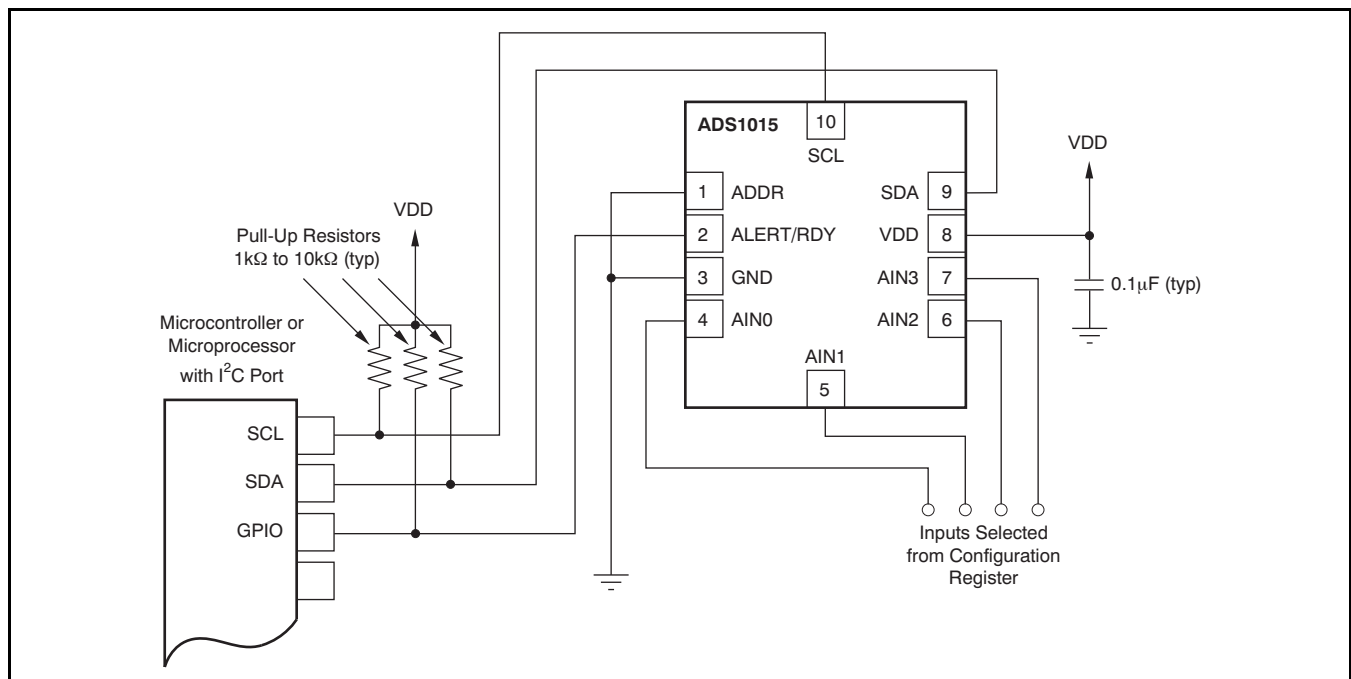 ADS1015
10
SCL
1
ADDR
2
ALERT/RDY
3
GND
4
AIN0
AIN1
5
SDA
9
VDD
8
AIN3
7
AIN2
6
VDD
0.1μF (typ)
VDD
Pull-Up Resistors
1kΩ to 10kΩ (typ)
Microcontroller or
Microprocessor
with I²C Port
SCL
SDA
GPIO
Inputs Selected
from Configuration
Register